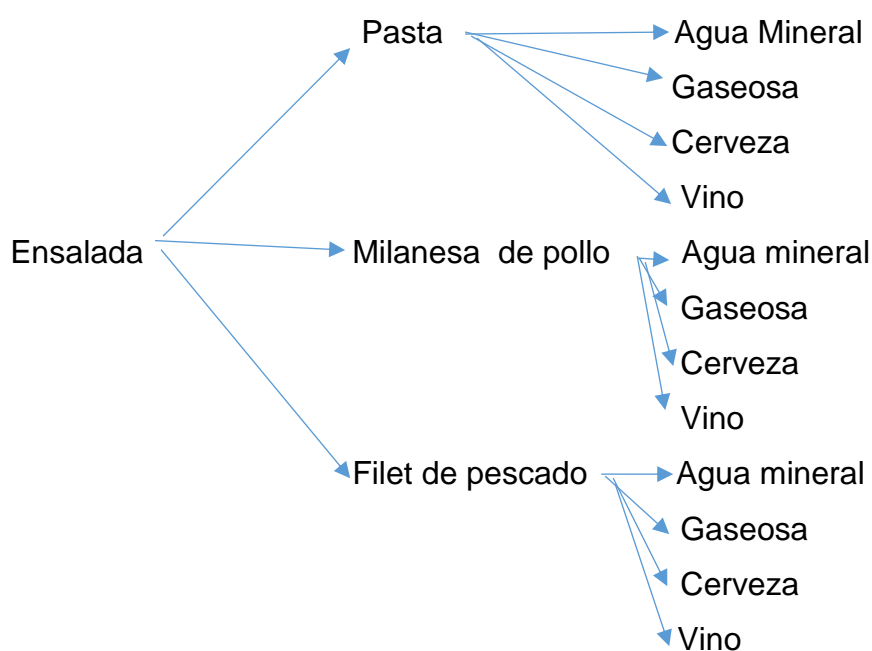 Pasta Agua Mineral
Gaseosa
Cerveza
Vino
Ensalada Milanesa de pollo Agua mineral
Gaseosa
Cerveza
Vino
Filet de pescado Agua mineral
Gaseosa
Cerveza
Vino